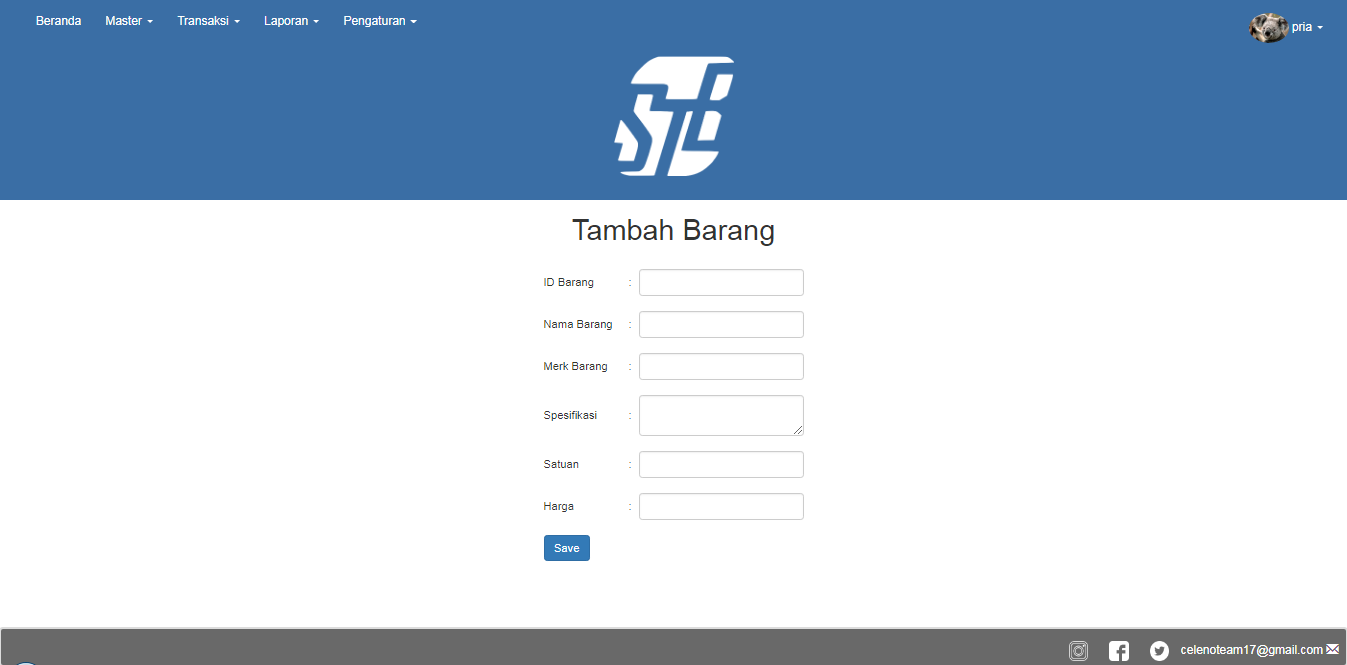 Beranda Master Transaksi Laporan Pengaturan pria
Tambah Barang
ID Barang :
Nama Barang :
Merk Barang :
Spesifikasi :
Satuan :
Harga :
Save
celenoteam17@gmail.com